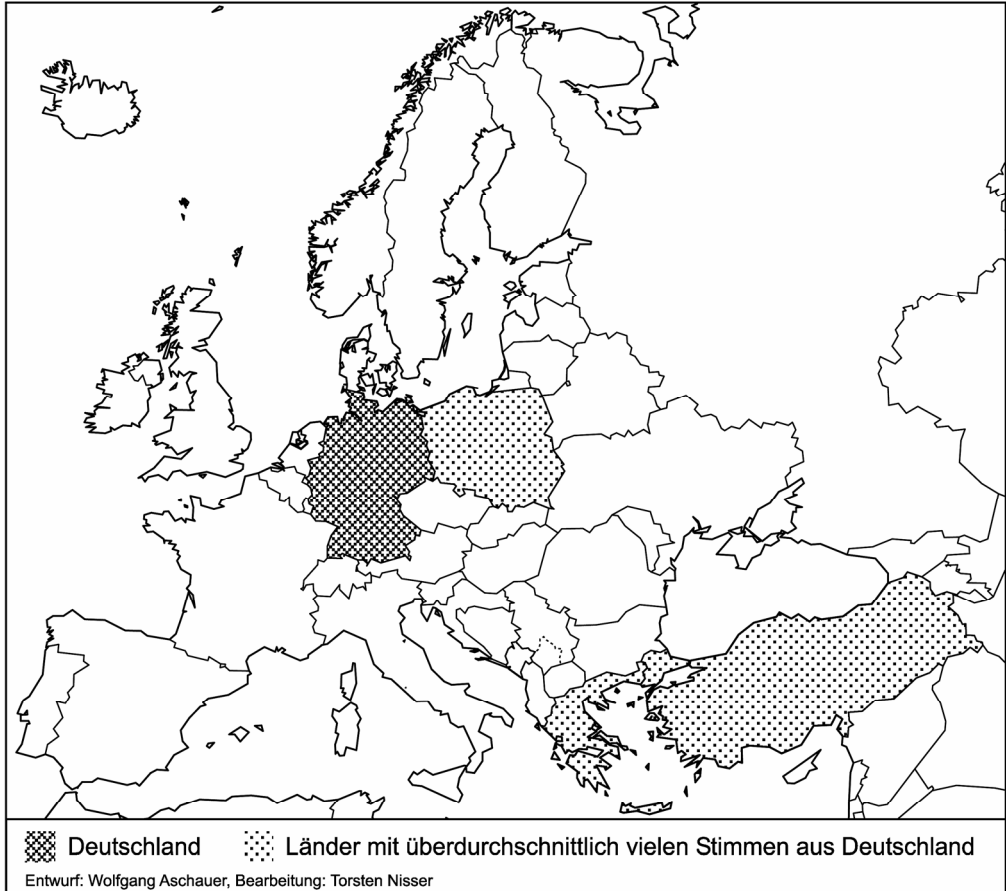 Deutschland
Länder mit überdurchschnittlich vielen Stimmen aus Deutschland
Entwurf: Wolfgang Aschauer, Bearbeitung: Torsten Nisser